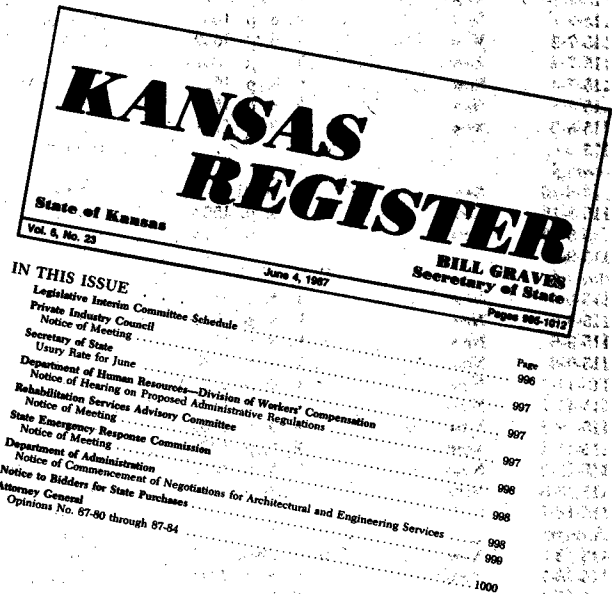 KANSAS
REGISTER
State of Kansas
BILL GRAVES
Secretary of State
Vol. 6, No. 23 June 4, 1987 Pages 995-1012
IN THIS ISSUE Page
Legislative Interim Committee Schedule 996
Private Industry Council
Notice of Meeting 997
Secretary of State
Usury Rate for June 997
Department of Human Resources—Division of Workers' Compensation
Notice of Hearing on Proposed Administrative Regulations 997
Rehabilitation Services Advisory Committee
Notice of Meeting 998
State Emergency Response Commission
Notice of Meeting 998
Department of Administration
Notice of Commencement of Negotiations for Architectural and Engineering Services 998
Notice to Bidders for State Purchases 999
Attorney General
Opinions No. 87-80 through 87-84 1000